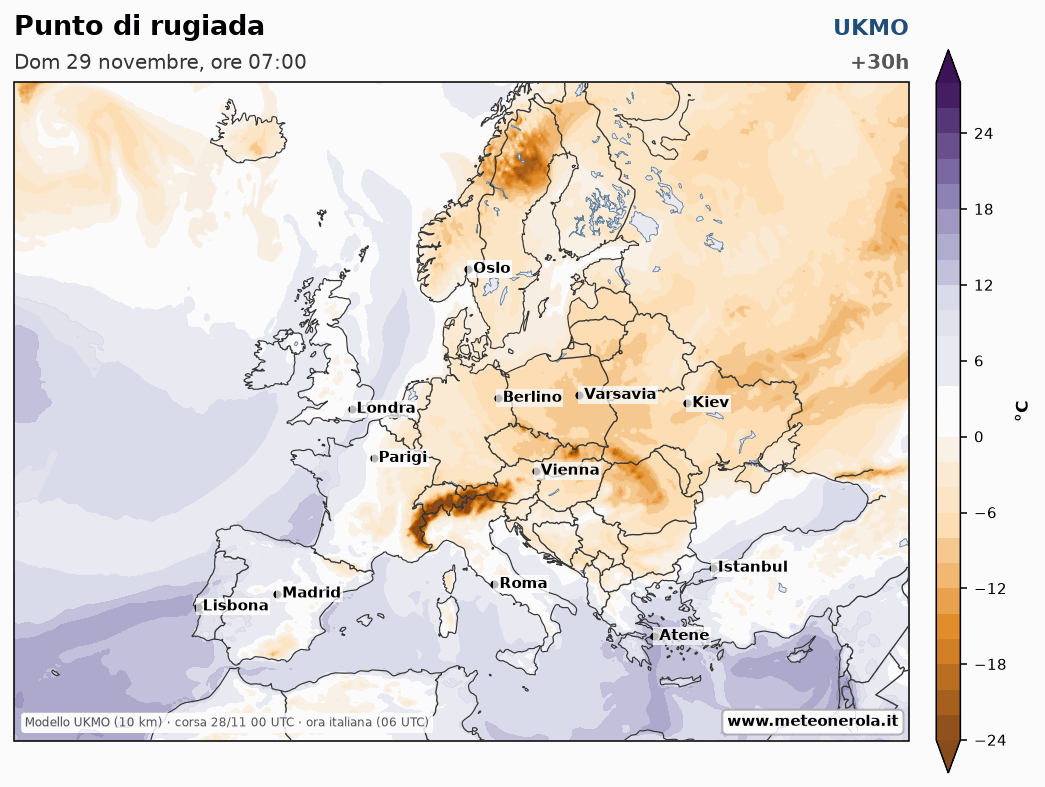 Punto di rugiada
UKMO
Dom 29 novembre, ore 07:00
+30h
Oslo
Berlino
Varsavia
Kiev
Londra
Parigi
Vienna
Istanbul
Roma
Madrid
Lisbona
Atene
Modello UKMO (10 km) · corsa 28/11 00 UTC · ora italiana (06 UTC)
www.meteonerola.it
24
18
12
6
0
−6
−12
−18
−24
°C